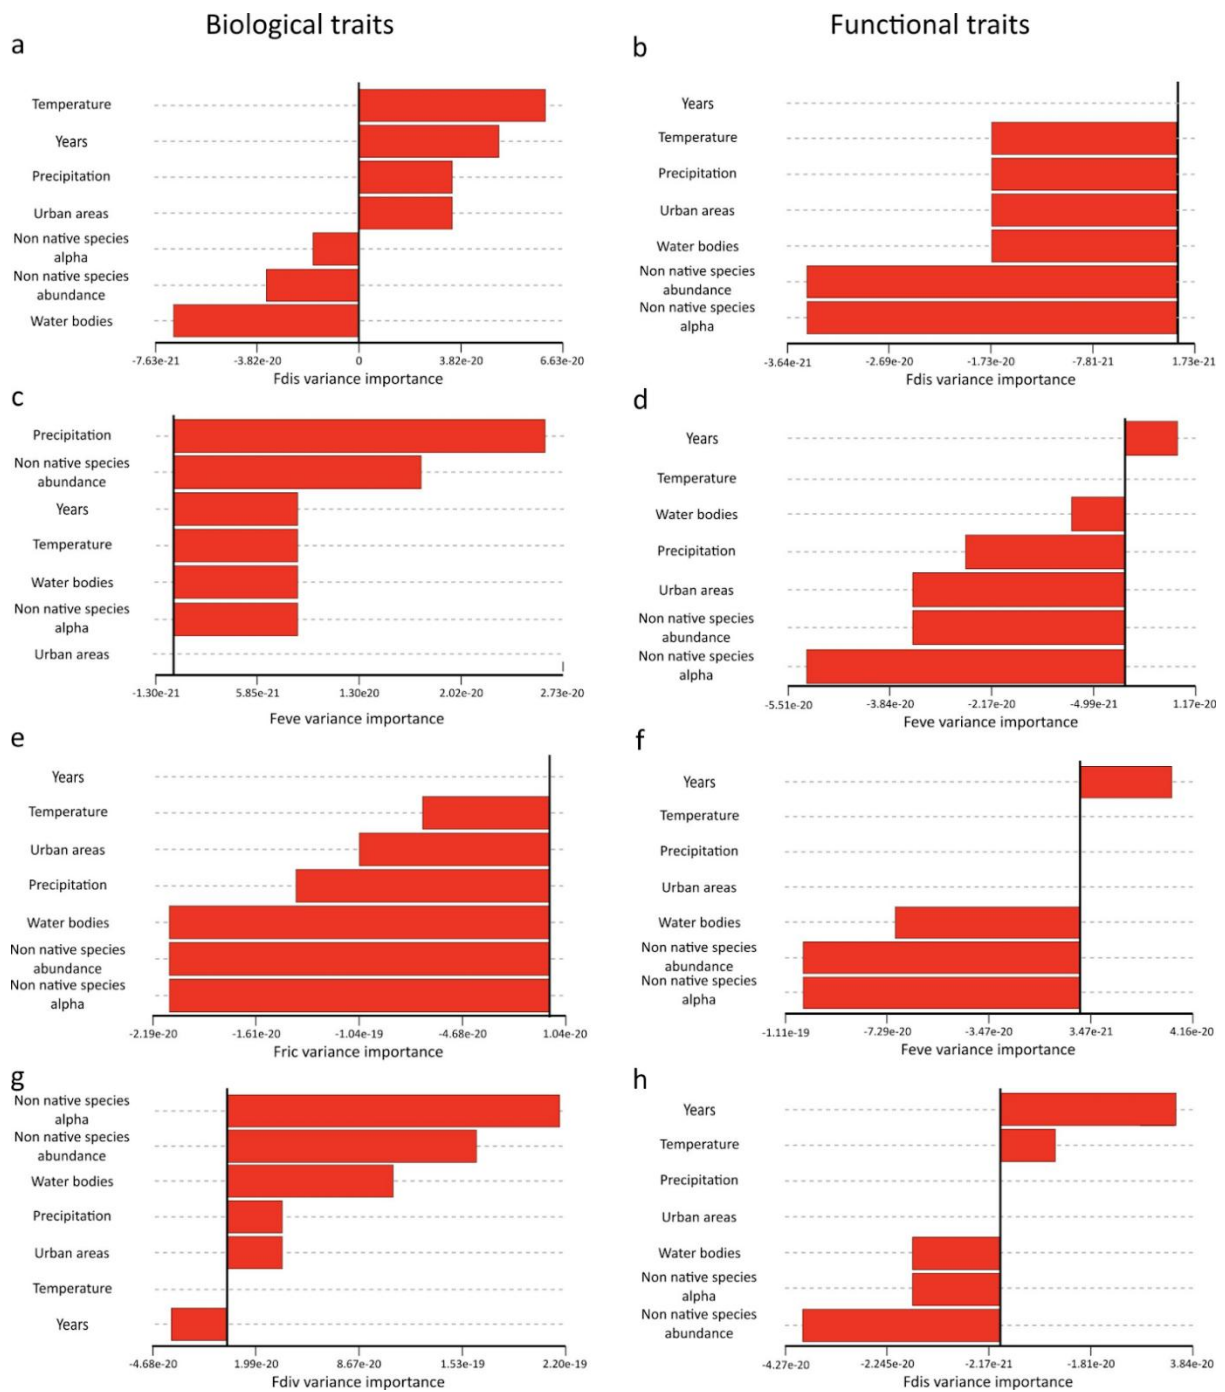 Biological traits
Functional traits
a
Temperature
Years
Precipitation
Urban areas
Non native species
alpha
Non native species
abundance
Water bodies
-7.63e-21
-3.82e-20
0
3.82e-20
6.63e-20
Fdis variance importance
b
Years
Temperature
Precipitation
Urban areas
Water bodies
Non native species
abundance
Non native species
alpha
-3.64e-21
-2.69e-20
-1.73e-20
-7.81e-21
1.73e-21
Fdis variance importance
c
Precipitation
Non native species
abundance
Years
Temperature
Water bodies
Non native species
alpha
Urban areas
-1.30e-21
5.85e-21
1.30e-20
2.02e-20
2.73e-20
Feve variance importance
d
Years
Temperature
Water bodies
Precipitation
Urban areas
Non native species
abundance
Non native species
alpha
-5.51e-20
-3.84e-20
-2.17e-20
-4.99e-21
1.17e-20
Feve variance importance
e
Years
Temperature
Urban areas
Precipitation
Water bodies
Non native species
abundance
Non native species
alpha
-2.19e-20
-1.61e-20
-1.04e-19
-4.68e-20
1.04e-20
Fric variance importance
f
Years
Temperature
Precipitation
Urban areas
Water bodies
Non native species
abundance
Non native species
alpha
-1.11e-19
-7.29e-20
-3.47e-20
3.47e-21
4.16e-20
Feve variance importance
g
Non native species
alpha
Non native species
abundance
Water bodies
Precipitation
Urban areas
Temperature
Years
-4.68e-20
1.99e-20
8.67e-20
1.53e-19
2.20e-19
Fdiv variance importance
h
Years
Temperature
Precipitation
Urban areas
Water bodies
Non native species
alpha
Non native species
abundance
-4.27e-20
-2.245e-20
-2.17e-21
-1.81e-20
3.84e-20
Fdis variance importance